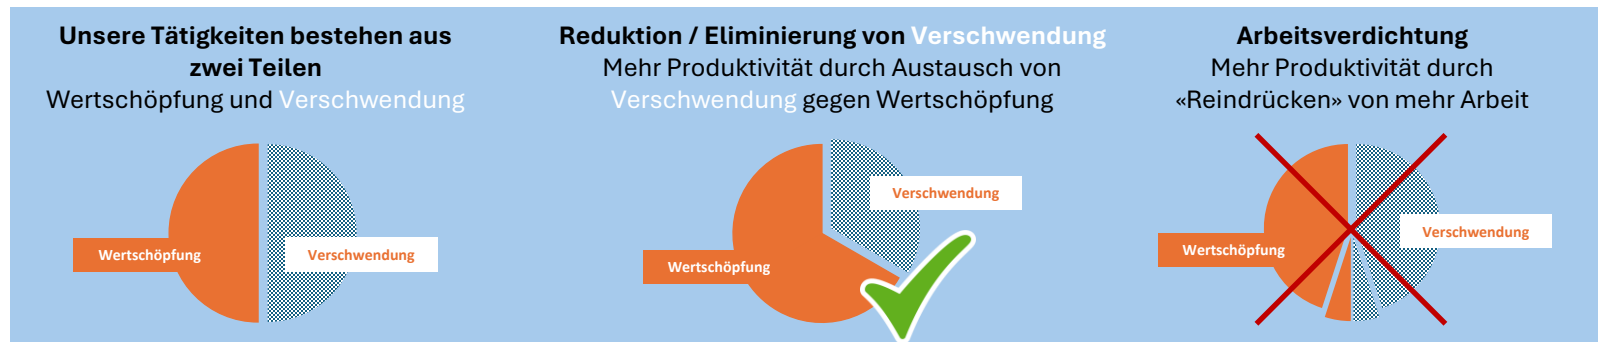 Unsere Tätigkeiten bestehen aus
zwei Teilen
Wertschöpfung und Verschwendung
Wertschöpfung
Verschwendung
Reduktion / Eliminierung von Verschwendung
Mehr Produktivität durch Austausch von
Verschwendung gegen Wertschöpfung
Verschwendung
Wertschöpfung
Arbeitsverdichtung
Mehr Produktivität durch
«Reindrücken» von mehr Arbeit
Verschwendung
Wertschöpfung